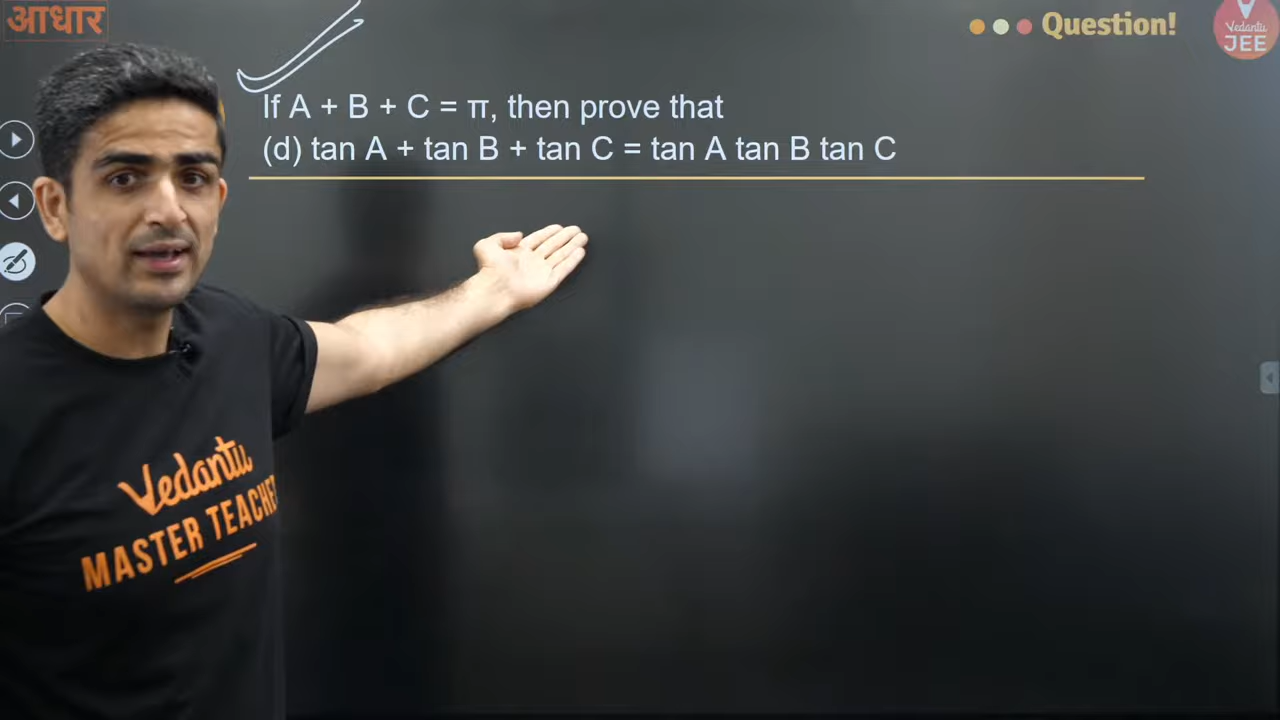 आधार
Question!
Vedantu
JEE
If A + B + C = π, then prove that
(d) tan A + tan B + tan C = tan A tan B tan C
Vedantu
MASTER TEACHER